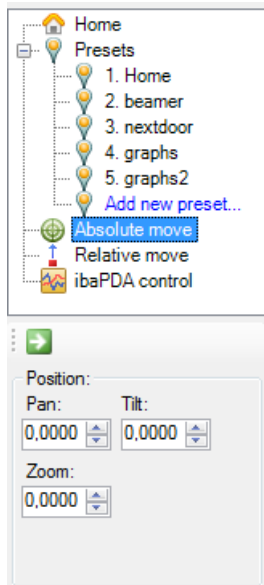 Home
Presets
1. Home
2. beamer
3. nextdoor
4. graphs
5. graphs2
Add new preset...
Absolute move
Relative move
ibaPDA control
Position:
Pan: Tilt:
0,0000 0,0000
Zoom:
0,0000